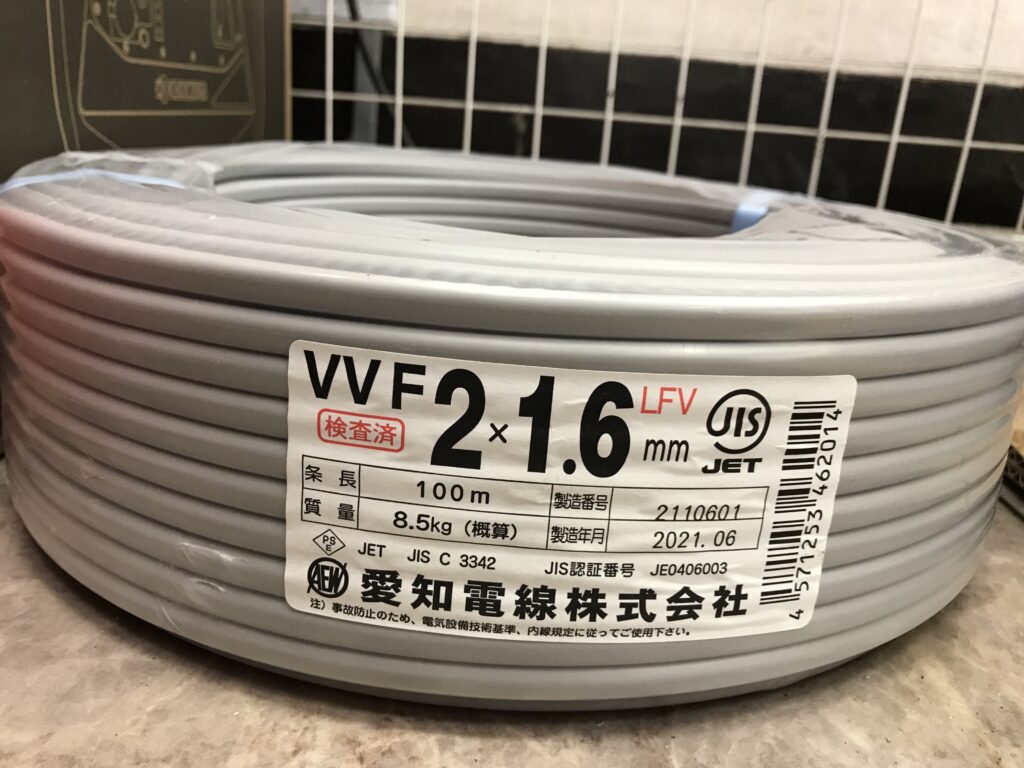 VVF 2×1.6 mm LFV
検査済
JIS
JET
条長 100m 製造番号 2110601
質量 8.5kg（概算） 製造年月 2021.06
PSE JET JIS C 3342 JIS認証番号 JE0406003
AEW 愛知電線株式会社
注）事故防止のため、電気設備技術基準、内線規定に従ってご使用下さい。
4 571253 462014